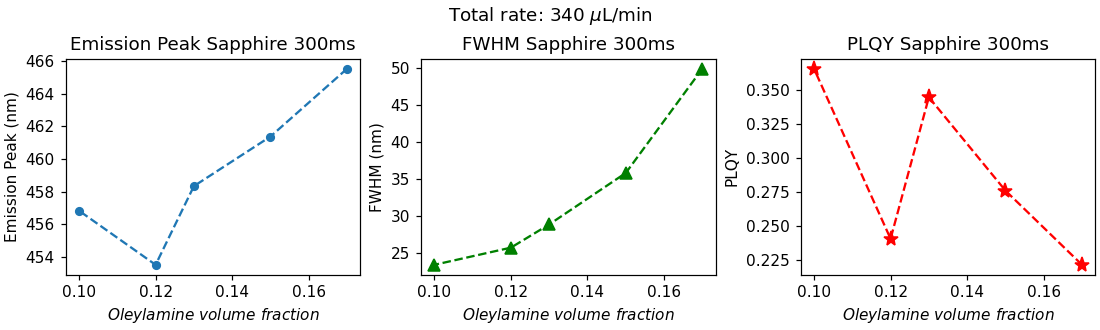 Total rate: 340 μL/min
Emission Peak Sapphire 300ms
Emission Peak (nm)
466
464
462
460
458
456
454
0.10 0.12 0.14 0.16
Oleylamine volume fraction
FWHM Sapphire 300ms
FWHM (nm)
50
45
40
35
30
25
0.10 0.12 0.14 0.16
Oleylamine volume fraction
PLQY Sapphire 300ms
PLQY
0.350
0.325
0.300
0.275
0.250
0.225
0.10 0.12 0.14 0.16
Oleylamine volume fraction